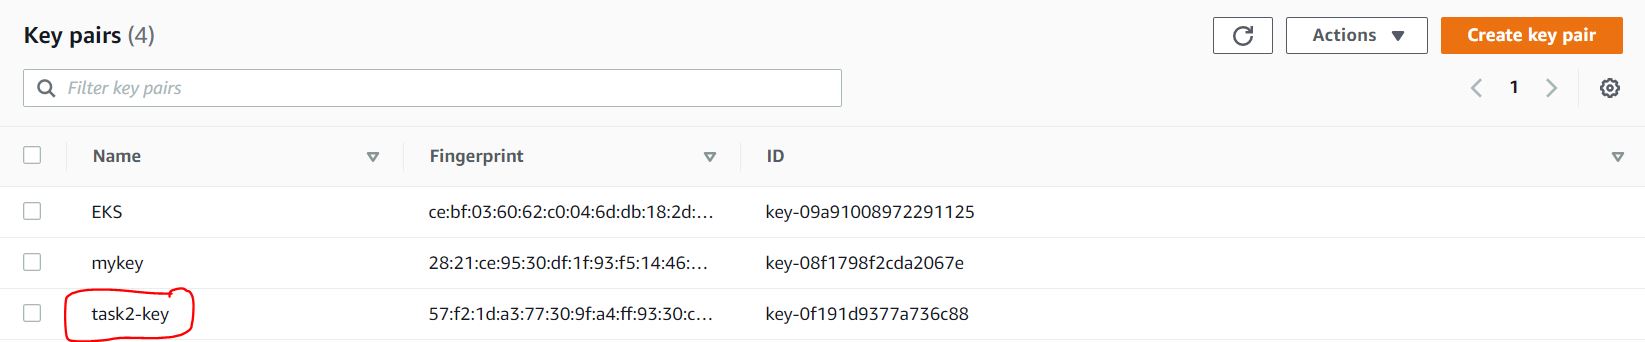 Key pairs (4)
Actions
Create key pair
Filter key pairs
1
Name Fingerprint ID
EKS ce:bf:03:60:62:c0:04:6d:db:18:2d:... key-09a91008972291125
mykey 28:21:ce:95:30:df:1f:93:f5:14:46:... key-08f1798f2cda2067e
task2-key 57:f2:1d:a3:77:30:9f:a4:ff:93:30:c... key-0f191d9377a736c88